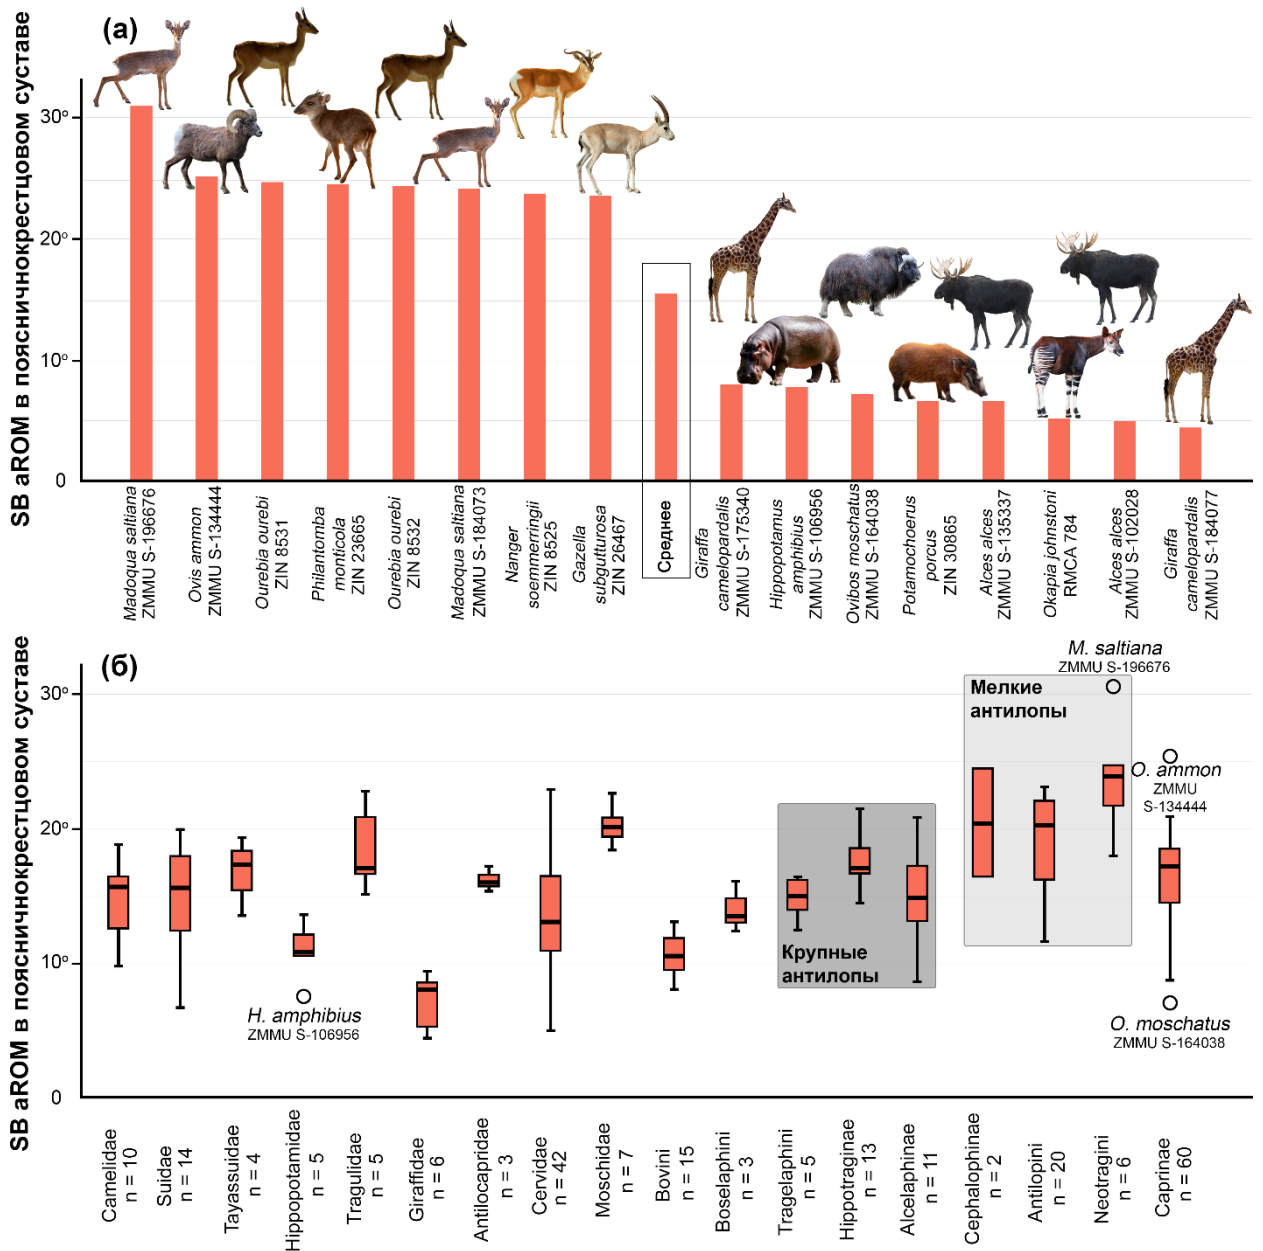 (а)
SB aROM в пояснично­крестцовом суставе
30°
20°
10°
0
Madoqua saltiana
ZMMU S-196676
Ovis ammon
ZMMU S-134444
Ourebia ourebi
ZIN 8531
Philantomba
monticola
ZIN 23665
Ourebia ourebi
ZIN 8532
Madoqua saltiana
ZMMU S-184073
Nanger
soemmerringii
ZIN 8525
Gazella
subgutturosa
ZIN 26467
Среднее
Giraffa
camelopardalis
ZMMU S-175340
Hippopotamus
amphibius
ZMMU S-106956
Ovibos moschatus
ZMMU S-164038
Potamochoerus
porcus
ZIN 30865
Alces alces
ZMMU S-135337
Okapia johnstoni
RMCA 784
Alces alces
ZMMU S-102028
Giraffa
camelopardalis
ZMMU S-184077
(б)
SB aROM в поясничнокрестцовом суставе
30°
20°
10°
0
M. saltiana
ZMMU S-196676
Мелкие
антилопы
O. ammon
ZMMU
S-134444
Крупные
антилопы
H. amphibius
ZMMU S-106956
O. moschatus
ZMMU S-164038
Camelidae
n = 10
Suidae
n = 14
Tayassuidae
n = 4
Hippopotamidae
n = 5
Tragulidae
n = 5
Giraffidae
n = 6
Antilocapridae
n = 3
Cervidae
n = 42
Moschidae
n = 7
Bovini
n = 15
Boselaphini
n = 3
Tragelaphini
n = 5
Hippotraginae
n = 13
Alcelaphinae
n = 11
Cephalophinae
n = 2
Antilopini
n = 20
Neotragini
n = 6
Caprinae
n = 60